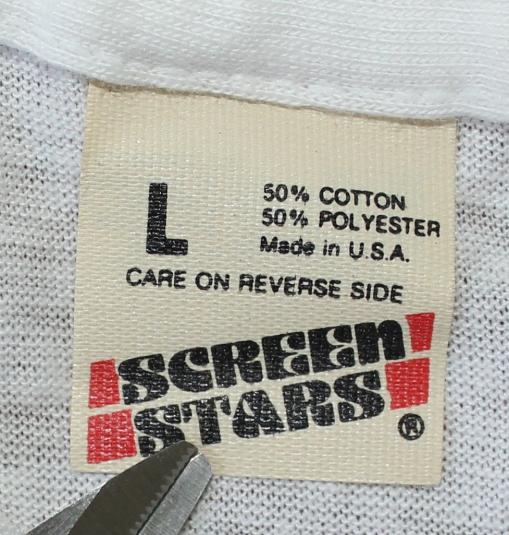 L
50% COTTON
50% POLYESTER
Made in U.S.A.
CARE ON REVERSE SIDE
SCREEN
STARS ®